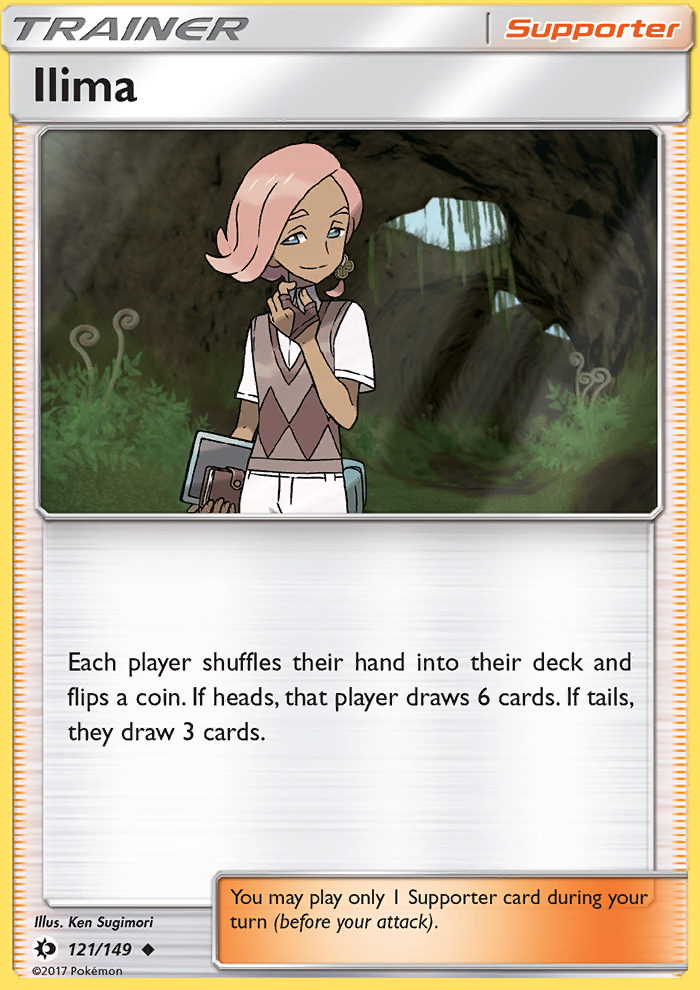 TRAINER
Supporter
Ilima
Each player shuffles their hand into their deck and
flips a coin. If heads, that player draws 6 cards. If tails,
they draw 3 cards.
You may play only 1 Supporter card during your
turn (before your attack).
Illus. Ken Sugimori
121/149 ◆
©2017 Pokémon